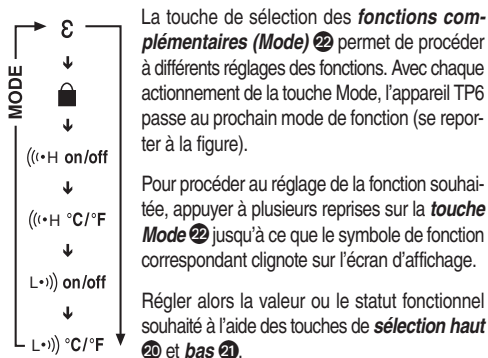 MODE
ε
(((•H on/off
(((•H °C/°F
L•))) on/off
L•))) °C/°F
La touche de sélection des fonctions com-
plémentaires (Mode) 22 permet de procéder
à différents réglages des fonctions. Avec chaque
actionnement de la touche Mode, l'appareil TP6
passe au prochain mode de fonction (se repor-
ter à la figure).
Pour procéder au réglage de la fonction souhai-
tée, appuyer à plusieurs reprises sur la touche
Mode 22 jusqu'à ce que le symbole de fonction
correspondant clignote sur l'écran d'affichage.
Régler alors la valeur ou le statut fonctionnel
souhaité à l'aide des touches de sélection haut
20 et bas 21.